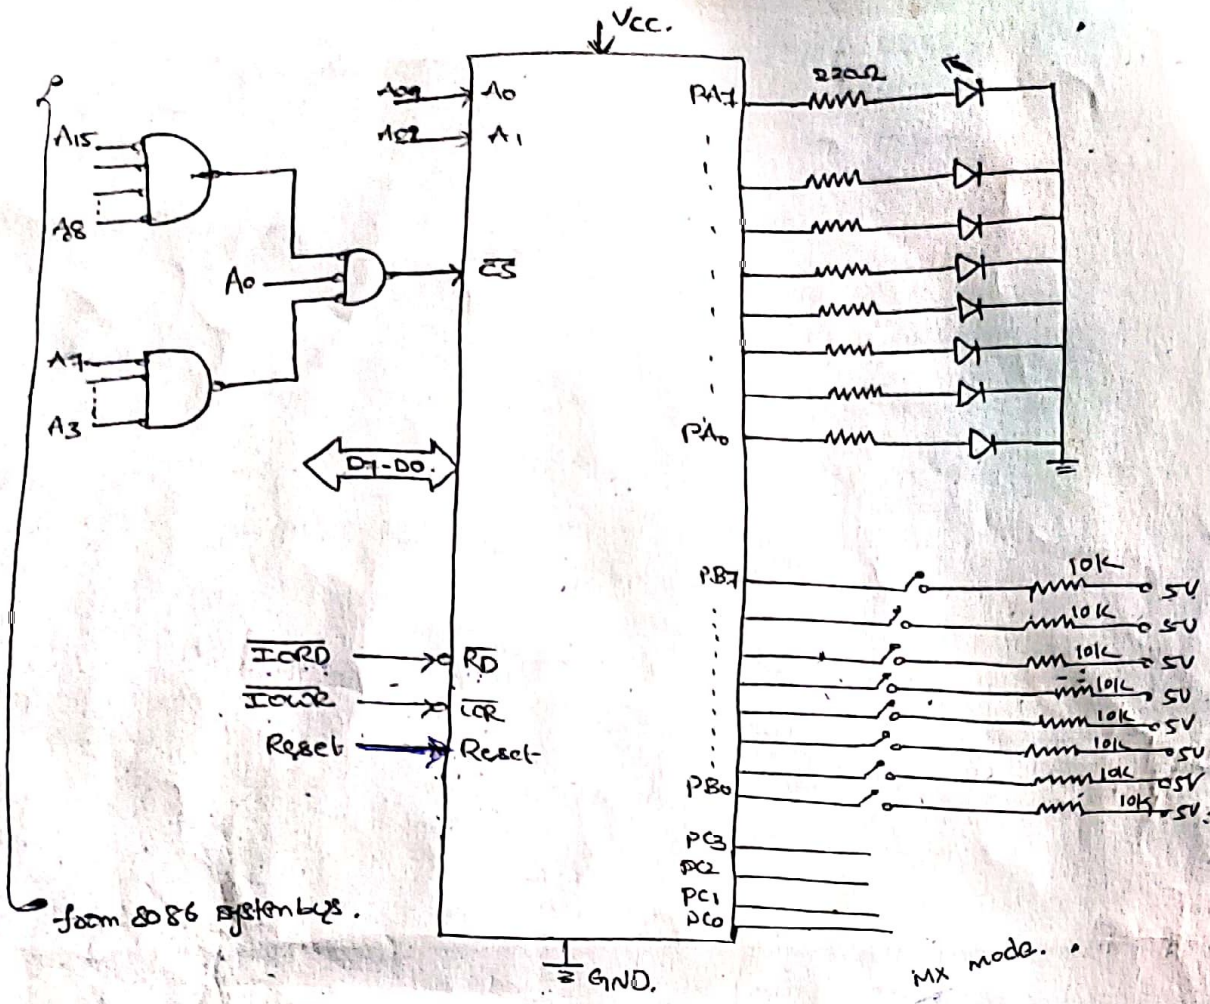 Vcc.
A0
A1
A15
A8
A0
A7
A3
CS
D7-D0
IORD
RD
IOWR
Reset
Reset
from 8086 system bus.
GND.
PA7
220Ω
PA0
PB7
10K
5V
10K
5V
10K
5V
10K
5V
10K
5V
10K
5V
10K
5V
PB0
10K
5V.
PC3
PC2
PC1
PC0
MX mode.